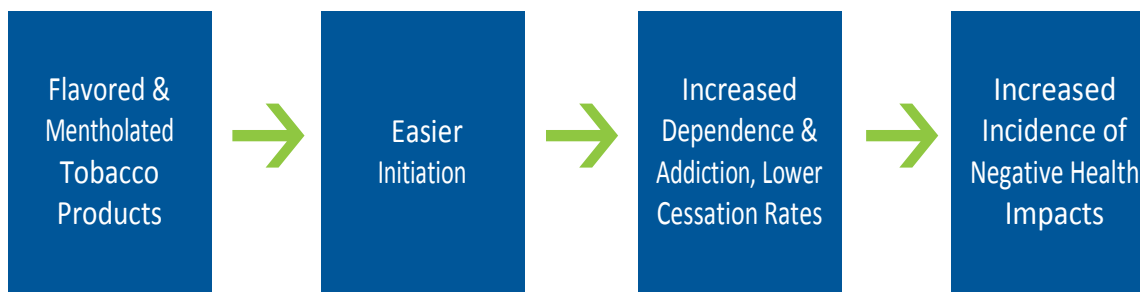 Flavored &
Mentholated
Tobacco
Products
Easier
Initiation
Increased
Dependence &
Addiction, Lower
Cessation Rates
Increased
Incidence of
Negative Health
Impacts